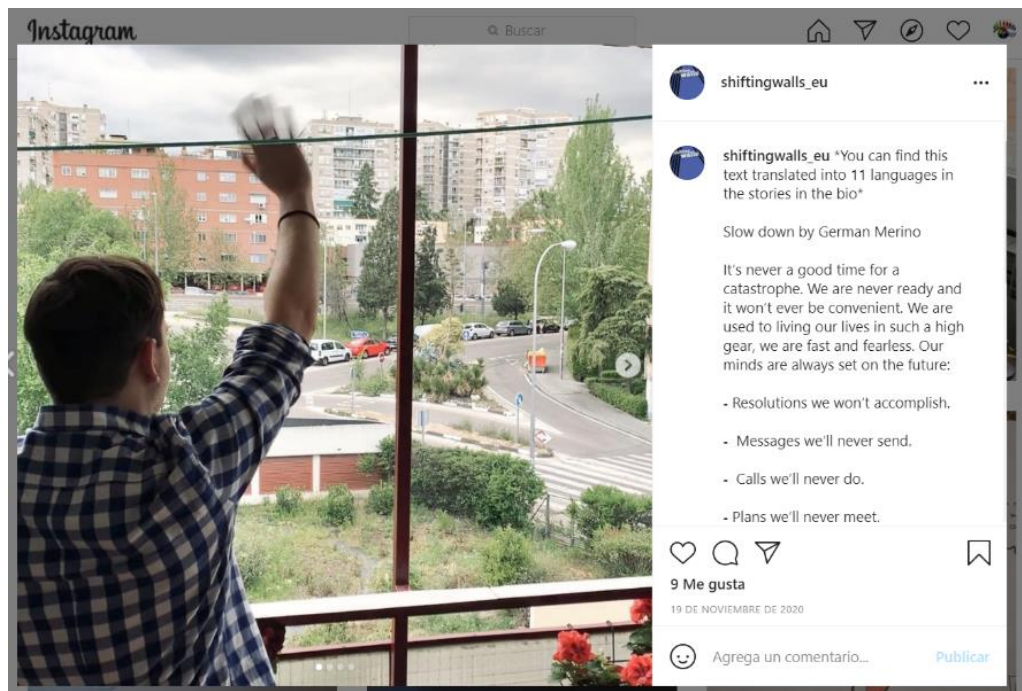 Instagram
Buscar
shiftingwalls_eu
shiftingwalls_eu *You can find this
text translated into 11 languages in
the stories in the bio*
Slow down by German Merino
It's never a good time for a
catastrophe. We are never ready and
it won't ever be convenient. We are
used to living our lives in such a high
gear, we are fast and fearless. Our
minds are always set on the future:
- Resolutions we won't accomplish.
- Messages we'll never send.
- Calls we'll never do.
- Plans we'll never meet.
9 Me gusta
19 DE NOVIEMBRE DE 2020
Agrega un comentario...
Publicar